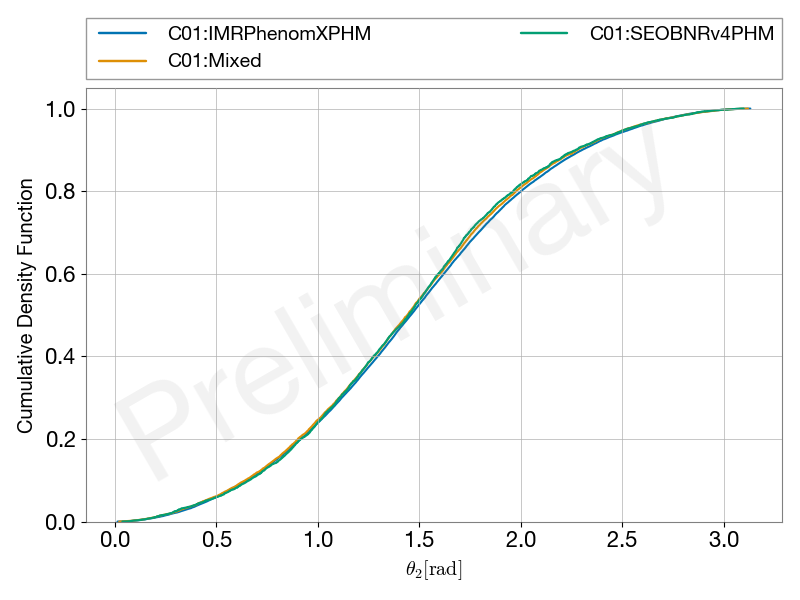 C01:IMRPhenomXPHM
C01:Mixed
C01:SEOBNRv4PHM
Cumulative Density Function
1.0
0.8
0.6
0.4
0.2
0.0
Preliminary
0.0 0.5 1.0 1.5 2.0 2.5 3.0
θ₂[rad]